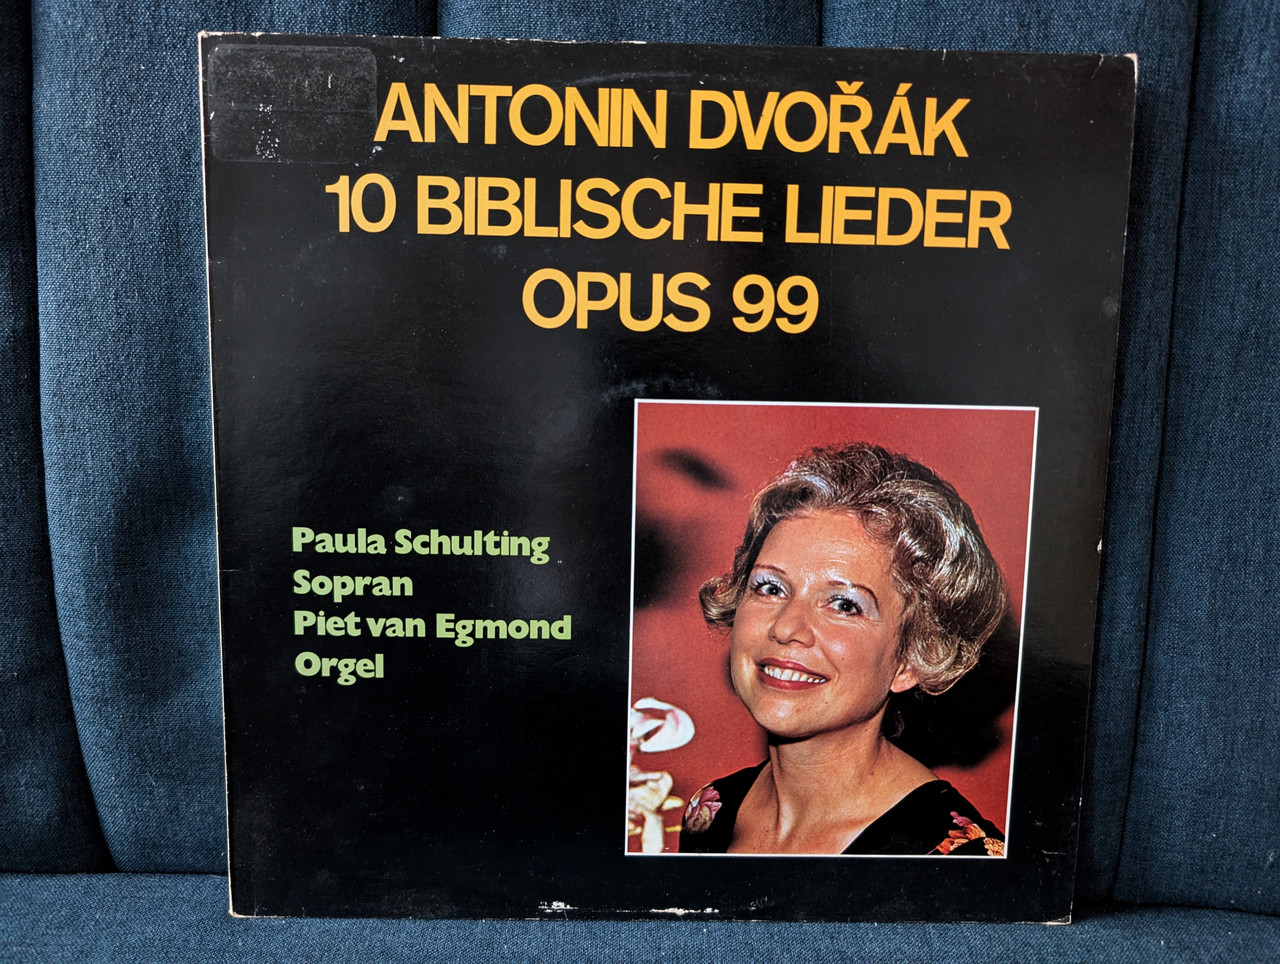 ANTONIN DVOŘÁK
10 BIBLISCHE LIEDER
OPUS 99
Paula Schulting
Sopran
Piet van Egmond
Orgel